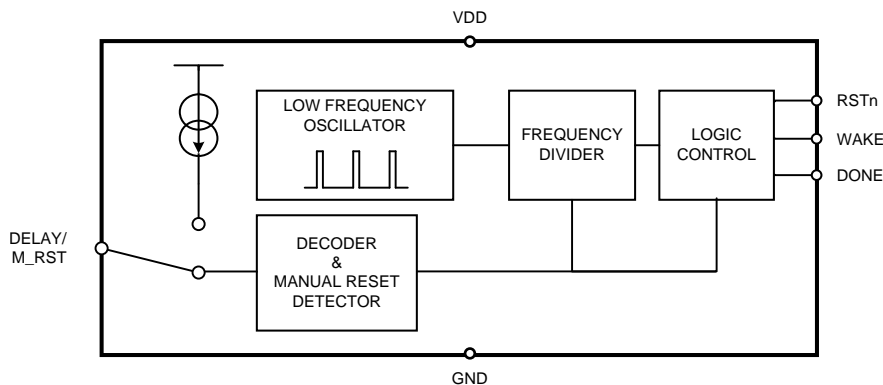 VDD
LOW FREQUENCY
OSCILLATOR
FREQUENCY
DIVIDER
LOGIC
CONTROL
RSTn
WAKE
DONE
DELAY/
M_RST
DECODER
&
MANUAL RESET
DETECTOR
GND